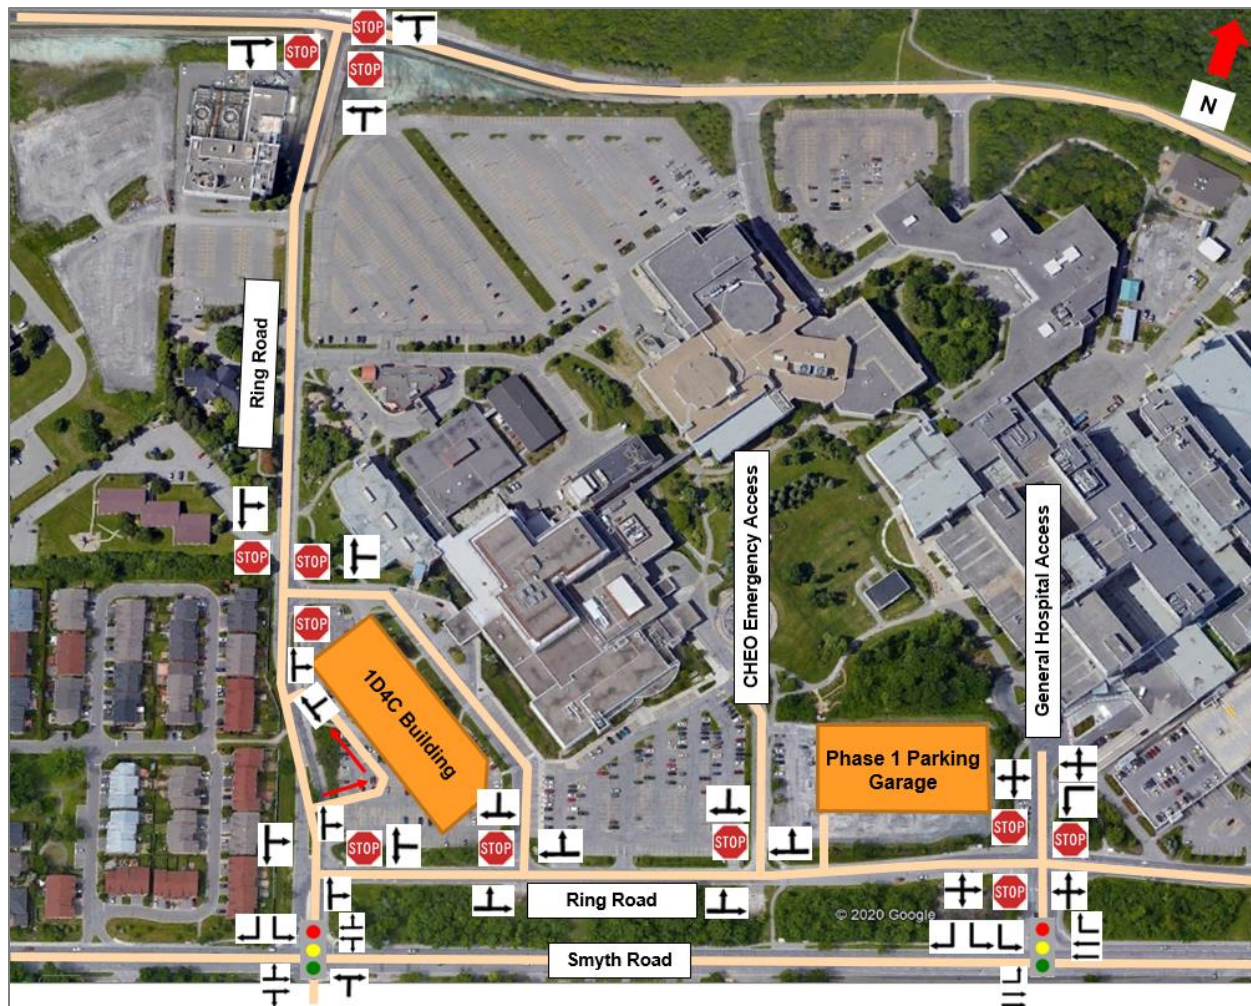 STOP
STOP
STOP
N
Ring Road
CHEO Emergency Access
General Hospital Access
STOP
STOP
STOP
1D4C Building
Phase 1 Parking
Garage
STOP
STOP
STOP
STOP
STOP
STOP
Ring Road
© 2020 Google
Smyth Road